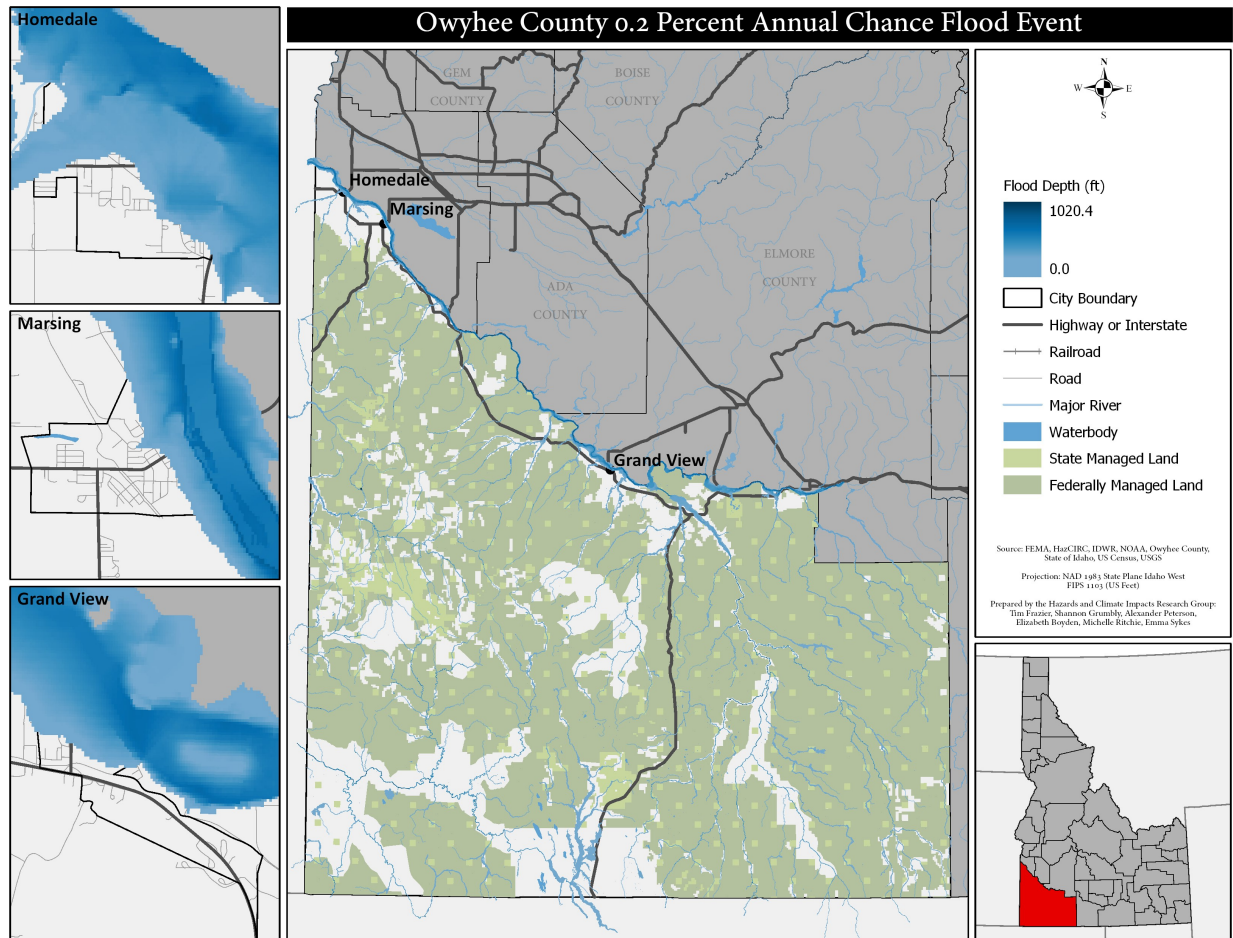 Owyhee County 0.2 Percent Annual Chance Flood Event
Homedale
Marsing
Grand View
GEM
COUNTY
BOISE
COUNTY
Homedale
Marsing
ADA
COUNTY
ELMORE
COUNTY
Grand View
N
W
E
S
Flood Depth (ft)
1020.4
0.0
City Boundary
Highway or Interstate
Railroad
Road
Major River
Waterbody
State Managed Land
Federally Managed Land
Source: FEMA, HazCIRC, IDWR, NOAA, Owyhee County,
State of Idaho, US Census, USGS
Projection: NAD 1983 State Plane Idaho West
FIPS 1103 (US Feet)
Prepared by the Hazards and Climate Impacts Research Group:
Tim Frazier, Shannon Grumbly, Alexander Peterson,
Elizabeth Boyden, Michelle Ritchie, Emma Sykes